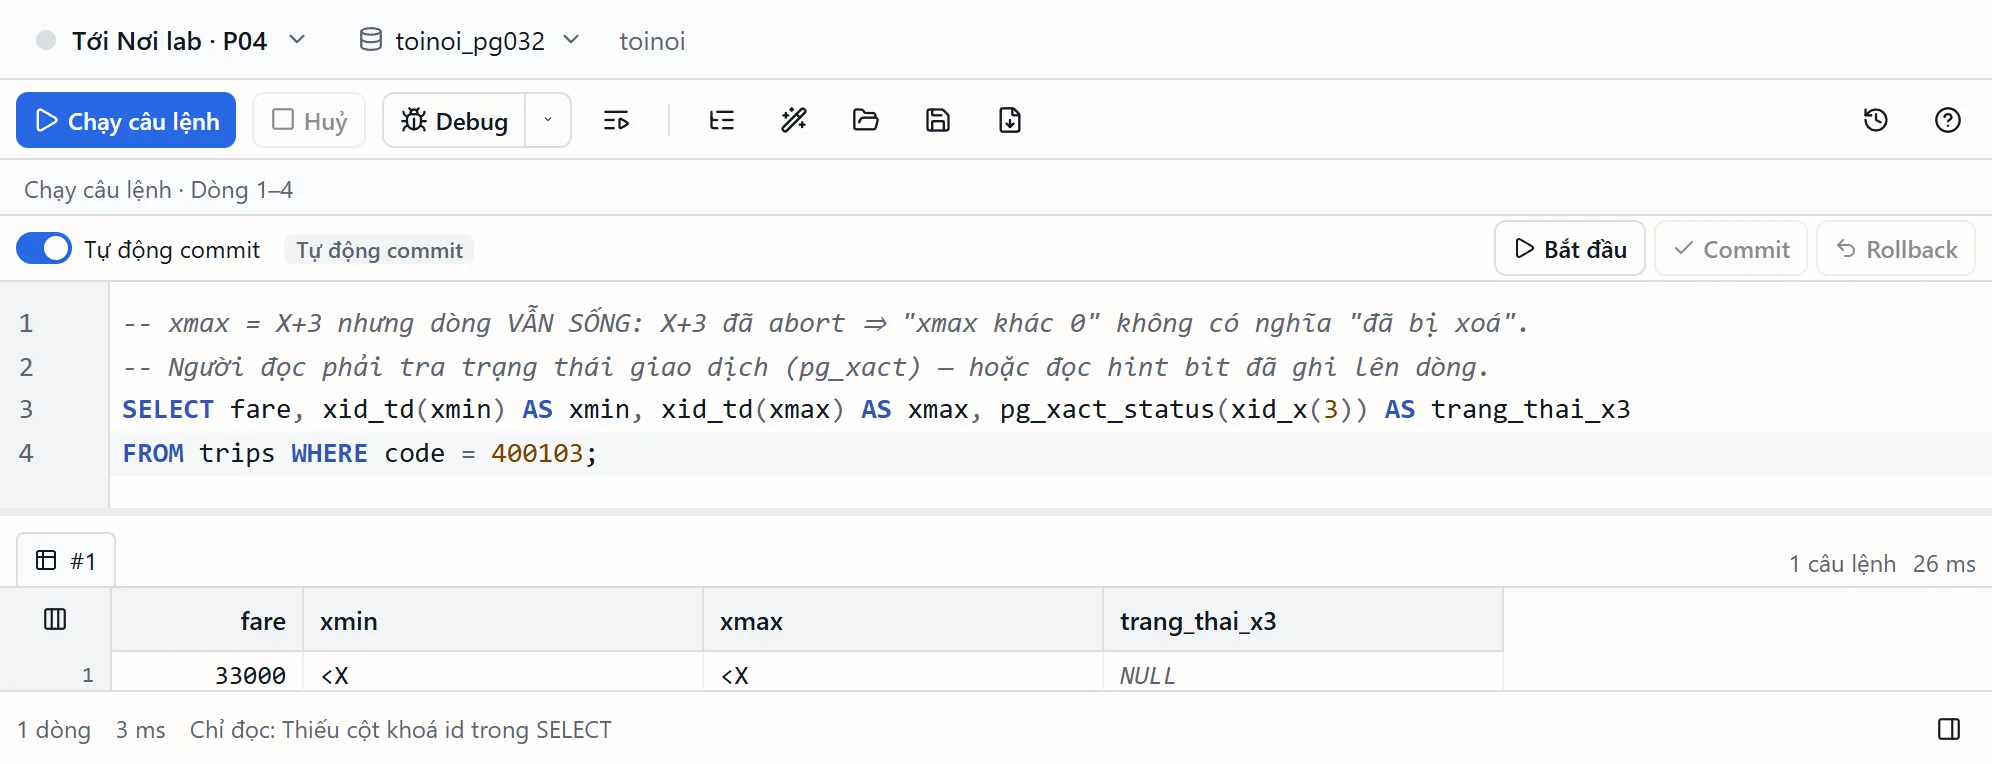 Tới Nơi lab · P04 toinoi_pg032 toinoi
Chạy câu lệnh Huỷ Debug
Chạy câu lệnh · Dòng 1–4
Tự động commit Tự động commit Bắt đầu Commit Rollback
1 -- xmax = X+3 nhưng dòng VẪN SỐNG: X+3 đã abort ⇒ "xmax khác 0" không có nghĩa "đã bị xoá".
2 -- Người đọc phải tra trạng thái giao dịch (pg_xact) — hoặc đọc hint bit đã ghi lên dòng.
3 SELECT fare, xid_td(xmin) AS xmin, xid_td(xmax) AS xmax, pg_xact_status(xid_x(3)) AS trang_thai_x3
4 FROM trips WHERE code = 400103;
#1 1 câu lệnh 26 ms
fare xmin xmax trang_thai_x3
1 33000 <X <X NULL
1 dòng 3 ms Chỉ đọc: Thiếu cột khoá id trong SELECT